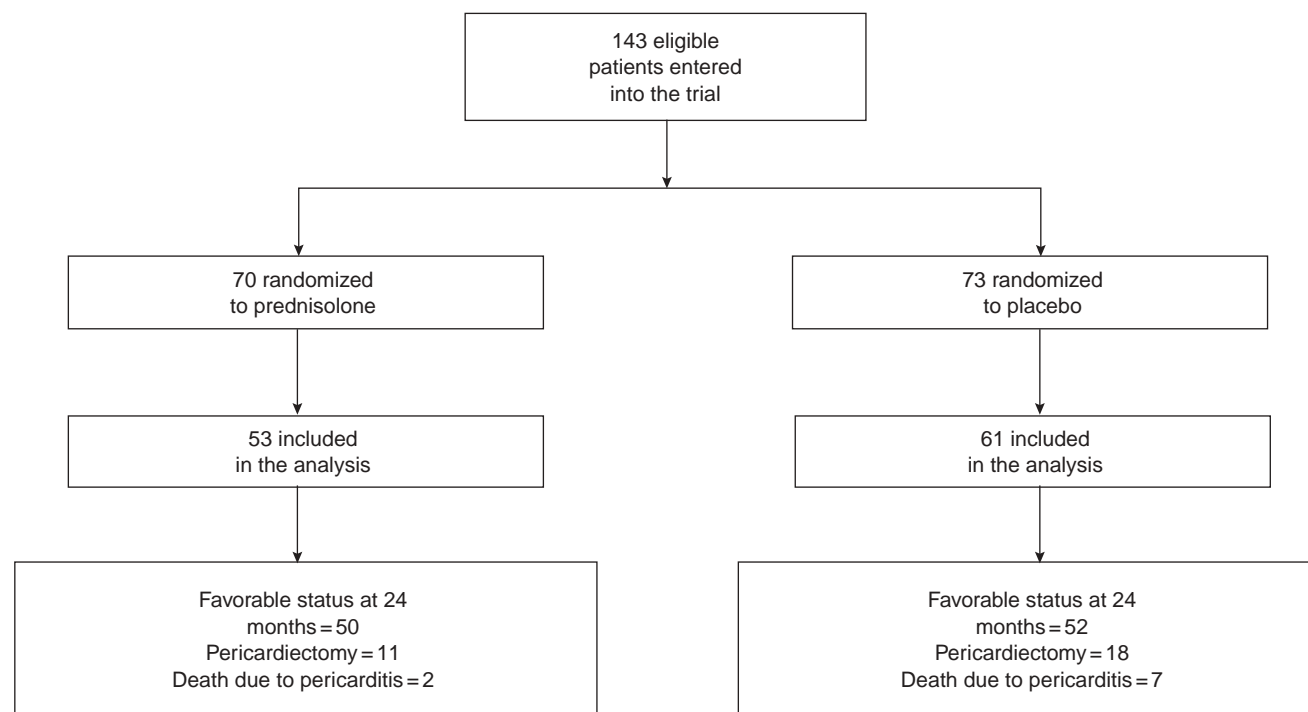 143 eligible
patients entered
into the trial
70 randomized
to prednisolone
73 randomized
to placebo
53 included
in the analysis
61 included
in the analysis
Favorable status at 24
months = 50
Pericardiectomy = 11
Death due to pericarditis = 2
Favorable status at 24
months = 52
Pericardiectomy = 18
Death due to pericarditis = 7